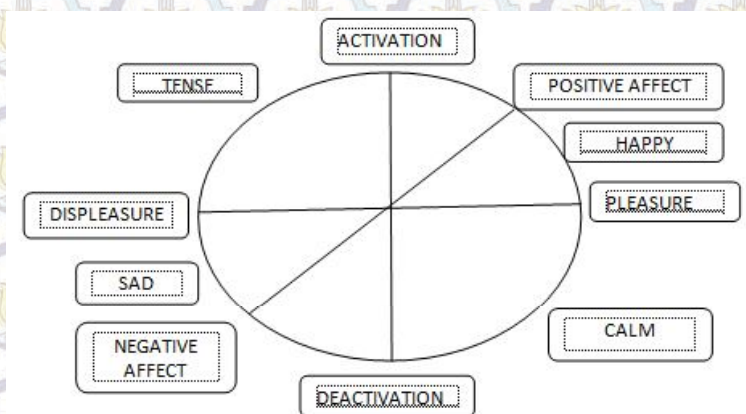 ACTIVATION
TENSE
POSITIVE AFFECT
HAPPY
DISPLEASURE
PLEASURE
SAD
CALM
NEGATIVE
AFFECT
DEACTIVATION